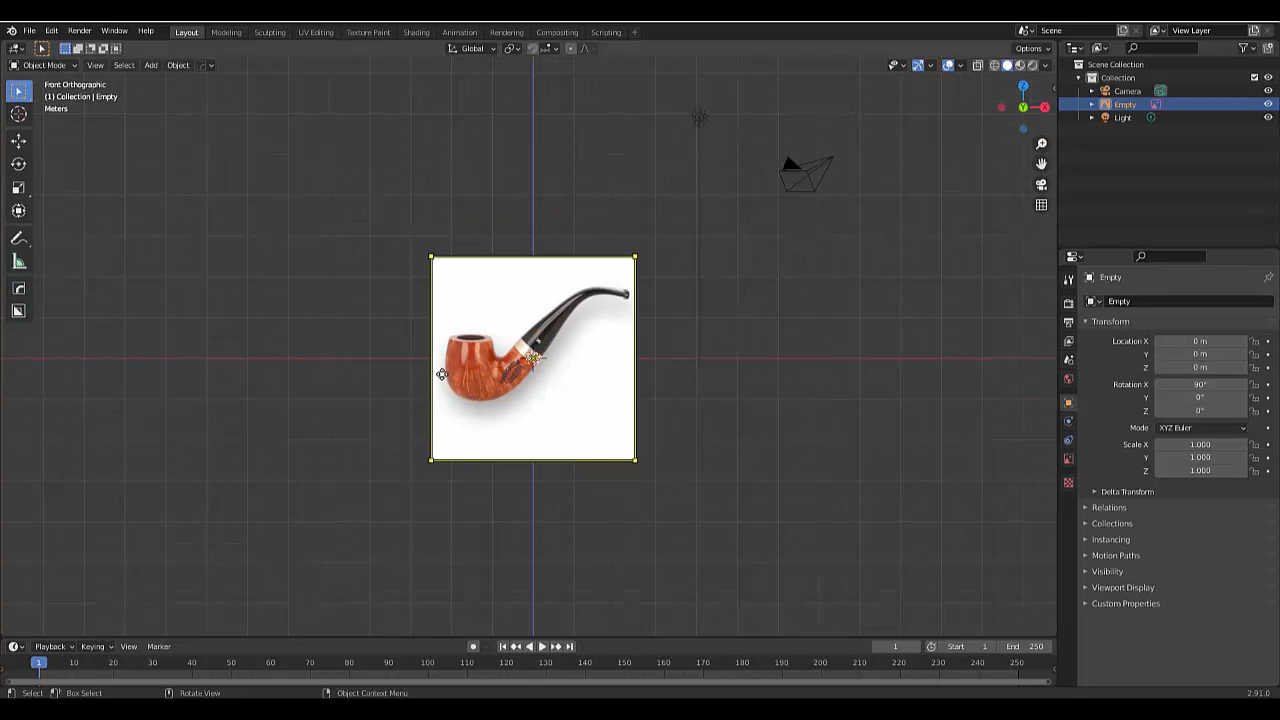 File Edit Render Window Help Layout Modeling Sculpting UV Editing Texture Paint Shading Animation Rendering Compositing Scripting + Scene View Layer
Global Options
Object Mode View Select Add Object
Front Orthographic
(1) Collection | Empty
Meters
Z
Y
X
Scene Collection
Collection
Camera
Empty
Light
Empty
Empty
Transform
Location X 0 m
Y 0 m
Z 0 m
Rotation X 90°
Y 0°
Z 0°
Mode XYZ Euler
Scale X 1.000
Y 1.000
Z 1.000
Delta Transform
Relations
Collections
Instancing
Motion Paths
Visibility
Viewport Display
Custom Properties
Playback Keying View Marker 1 Start 1 End 250
1 10 20 30 40 50 60 70 80 90 100 110 120 130 140 150 160 170 180 190 200 210 220 230 240 250
Select Box Select Rotate View Object Context Menu 2.91.0